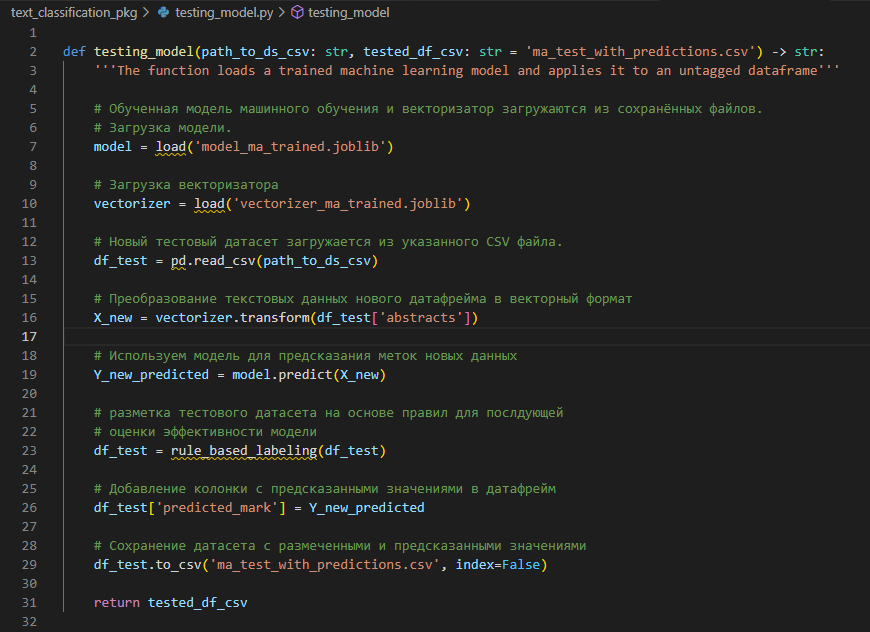 text_classification_pkg > testing_model.py > testing_model
1
2 def testing_model(path_to_ds_csv: str, tested_df_csv: str = 'ma_test_with_predictions.csv') -> str:
3 '''The function loads a trained machine learning model and applies it to an untagged dataframe'''
4
5 # Обученная модель машинного обучения и векторизатор загружаются из сохранённых файлов.
6 # Загрузка модели.
7 model = load('model_ma_trained.joblib')
8
9 # Загрузка векторизатора
10 vectorizer = load('vectorizer_ma_trained.joblib')
11
12 # Новый тестовый датасет загружается из указанного CSV файла.
13 df_test = pd.read_csv(path_to_ds_csv)
14
15 # Преобразование текстовых данных нового датафрейма в векторный формат
16 X_new = vectorizer.transform(df_test['abstracts'])
17
18 # Используем модель для предсказания меток новых данных
19 Y_new_predicted = model.predict(X_new)
20
21 # разметка тестового датасета на основе правил для послдующей
22 # оценки эффективности модели
23 df_test = rule_based_labeling(df_test)
24
25 # Добавление колонки с предсказанными значениями в датафрейм
26 df_test['predicted_mark'] = Y_new_predicted
27
28 # Сохранение датасета с размеченными и предсказанными значениями
29 df_test.to_csv('ma_test_with_predictions.csv', index=False)
30
31 return tested_df_csv
32